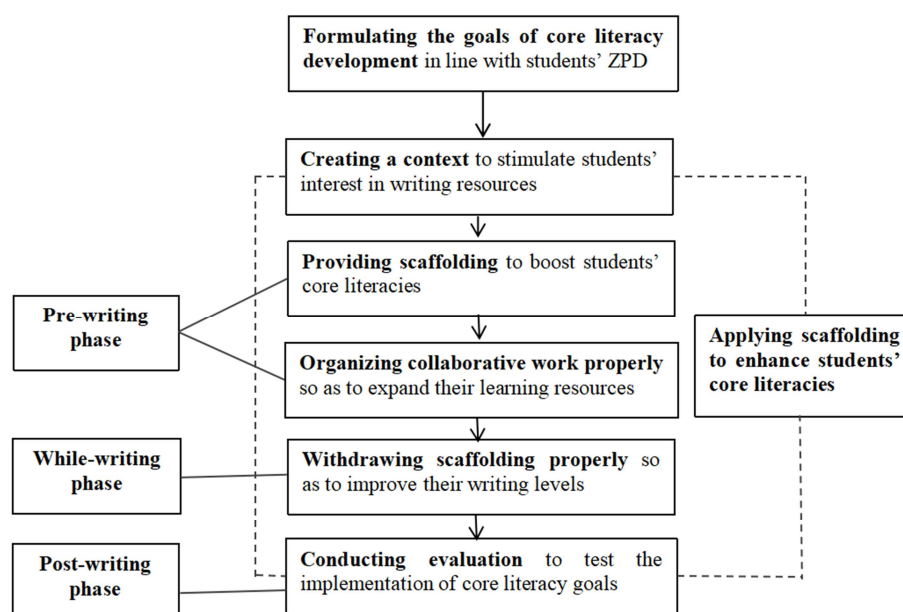 Formulating the goals of core literacy
development in line with students' ZPD
Creating a context to stimulate students'
interest in writing resources
Providing scaffolding to boost students'
core literacies
Pre-writing
phase
Organizing collaborative work properly
so as to expand their learning resources
Applying scaffolding
to enhance students'
core literacies
While-writing
phase
Withdrawing scaffolding properly so
as to improve their writing levels
Post-writing
phase
Conducting evaluation to test the
implementation of core literacy goals